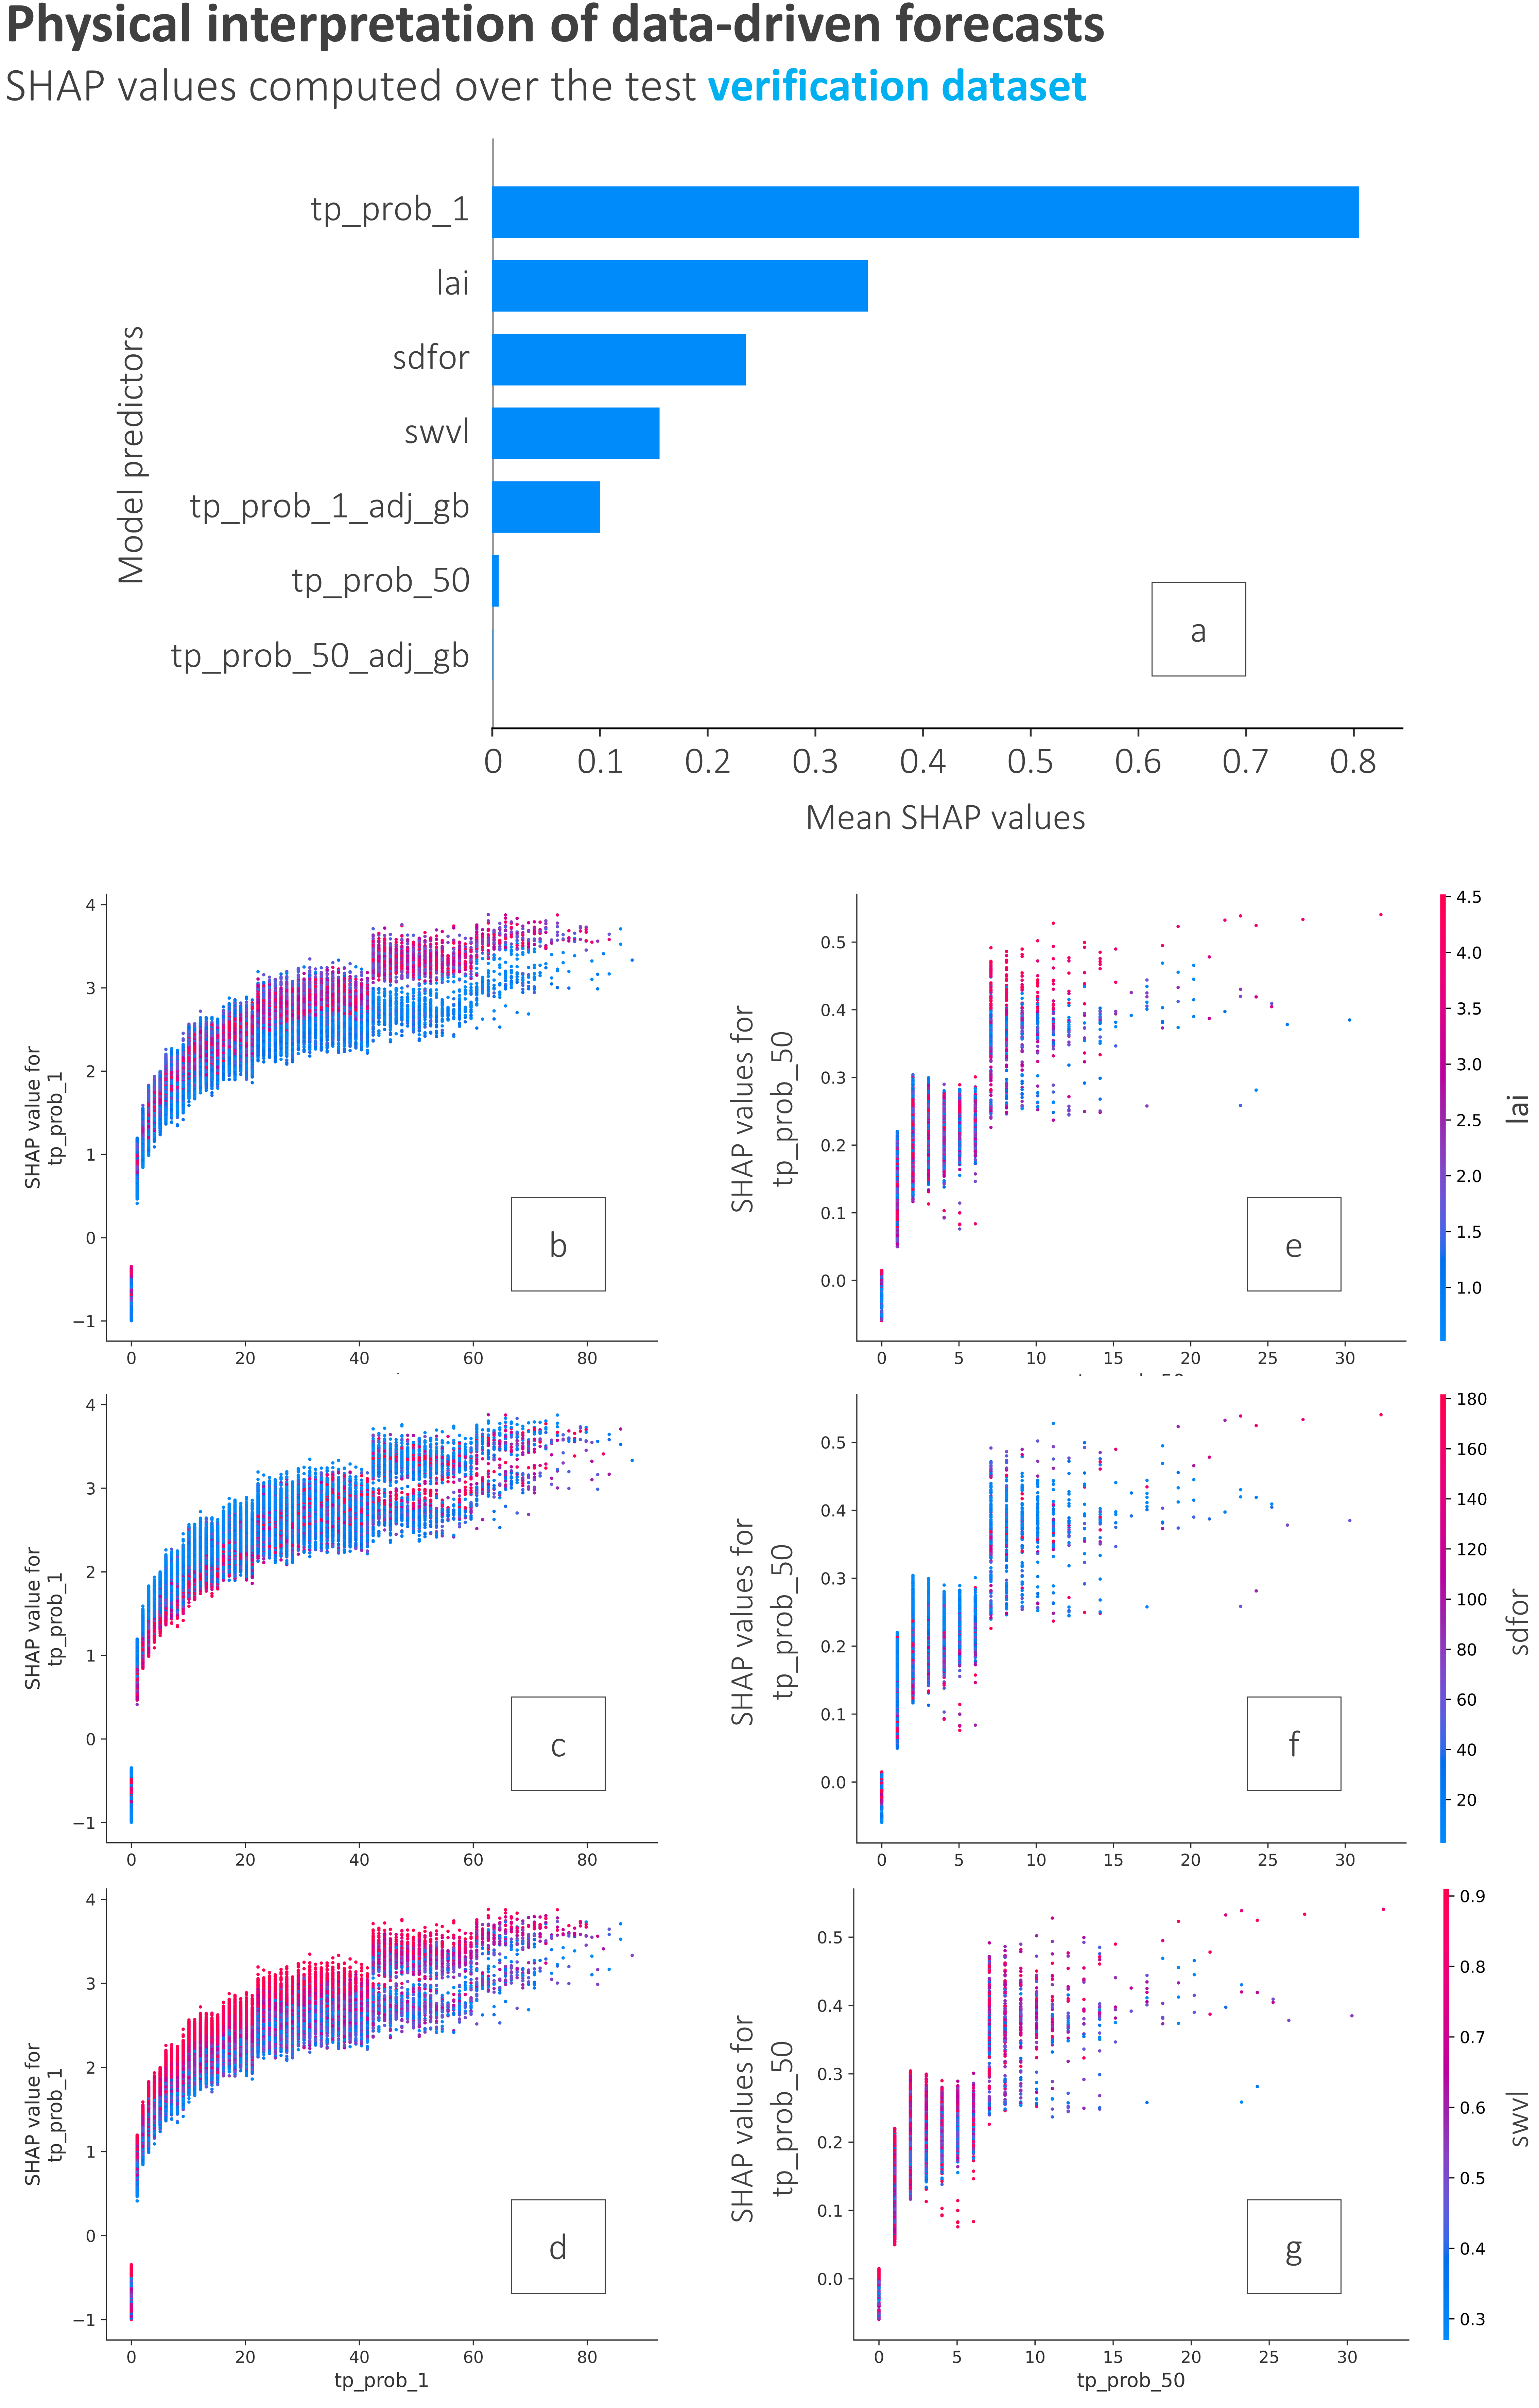 Physical interpretation of data-driven forecasts
SHAP values computed over the test verification dataset
Model predictors
tp_prob_1
lai
sdfor
swvl
tp_prob_1_adj_gb
tp_prob_50
tp_prob_50_adj_gb
a
0 0.1 0.2 0.3 0.4 0.5 0.6 0.7 0.8
Mean SHAP values
SHAP value for
tp_prob_1
4
3
2
1
0
−1
b
0 20 40 60 80
SHAP values for
tp_prob_50
0.5
0.4
0.3
0.2
0.1
0.0
e
0 5 10 15 20 25 30
4.5
4.0
3.5
3.0
2.5
2.0
1.5
1.0
lai
SHAP value for
tp_prob_1
4
3
2
1
0
−1
c
0 20 40 60 80
SHAP values for
tp_prob_50
0.5
0.4
0.3
0.2
0.1
0.0
f
0 5 10 15 20 25 30
180
160
140
120
100
80
60
40
20
sdfor
SHAP value for
tp_prob_1
4
3
2
1
0
−1
d
0 20 40 60 80
tp_prob_1
SHAP values for
tp_prob_50
0.5
0.4
0.3
0.2
0.1
0.0
g
0 5 10 15 20 25 30
tp_prob_50
0.9
0.8
0.7
0.6
0.5
0.4
0.3
swvl